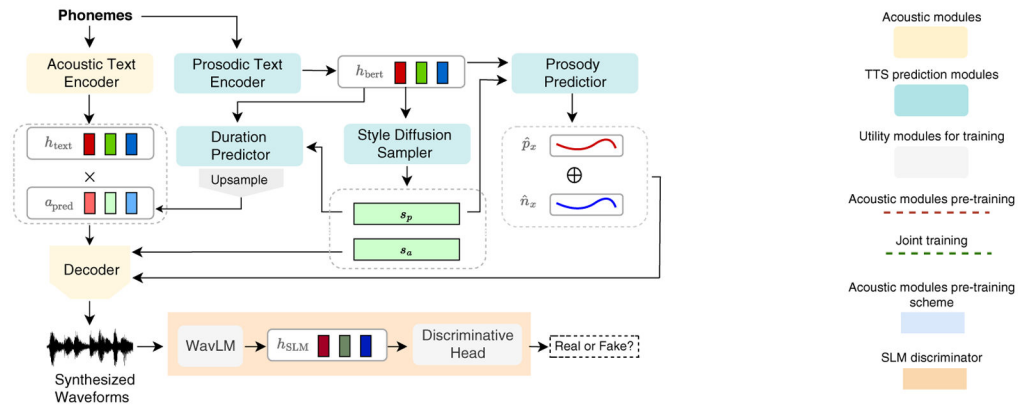 Phonemes
Acoustic Text
Encoder
Prosodic Text
Encoder
h_bert
Prosody
Predictior
h_text
×
a_pred
Duration
Predictor
Upsample
Style Diffusion
Sampler
s_p
s_a
p̂_x
⊕
n̂_x
Decoder
Synthesized
Waveforms
WavLM
h_SLM
Discriminative
Head
Real or Fake?
Acoustic modules
TTS prediction modules
Utility modules for training
Acoustic modules pre-training
Joint training
Acoustic modules pre-training
scheme
SLM discriminator